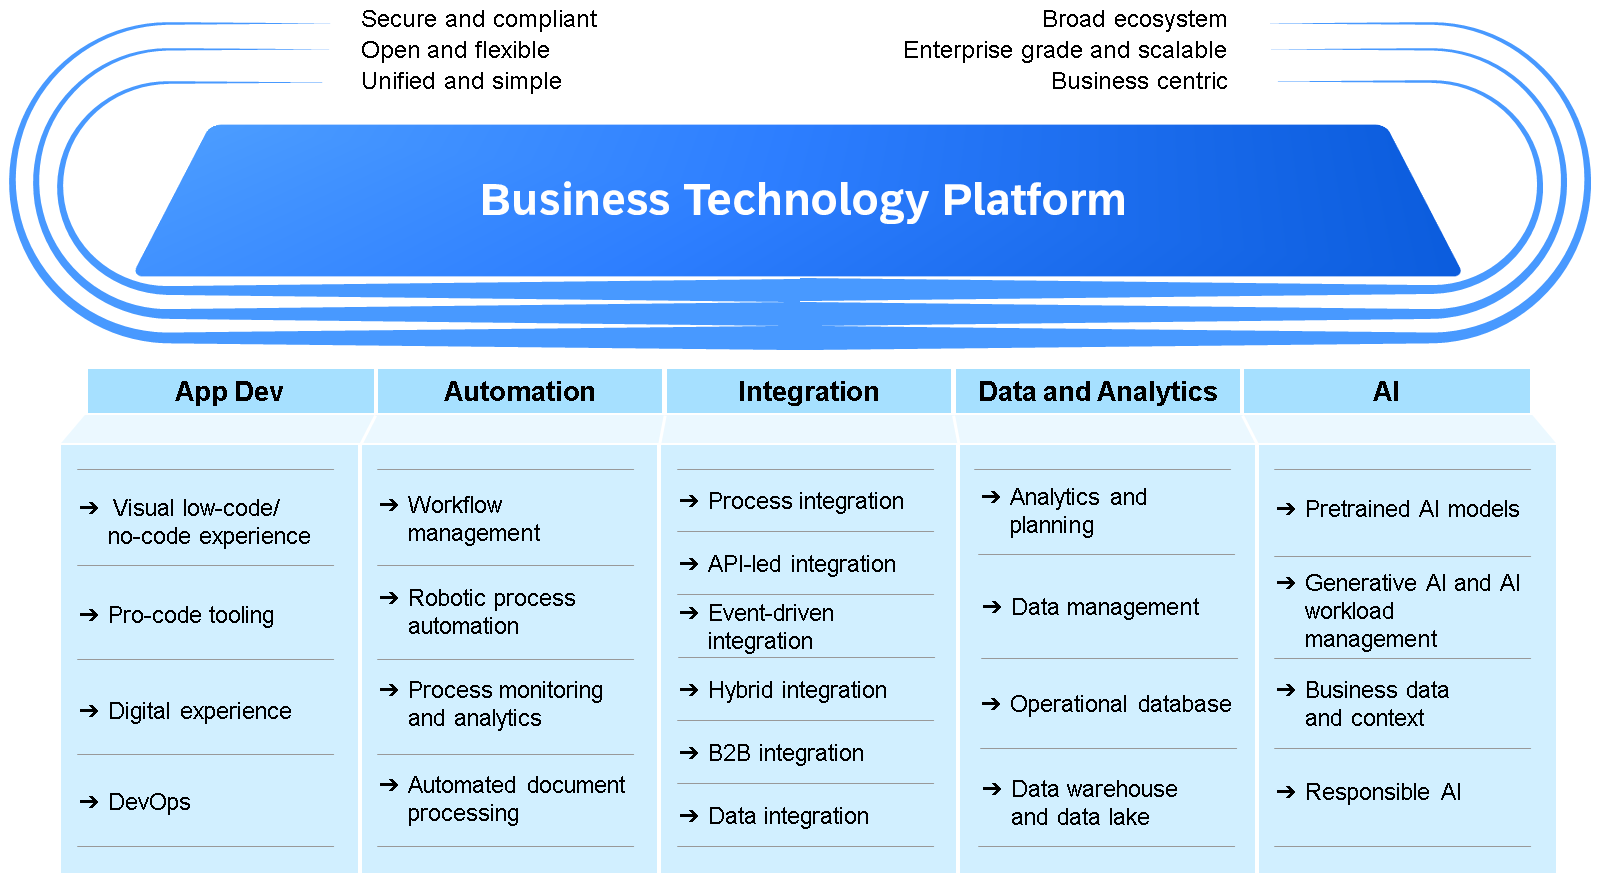 Secure and compliant
Open and flexible
Unified and simple
Broad ecosystem
Enterprise grade and scalable
Business centric
Business Technology Platform
App Dev
➔ Visual low-code/
no-code experience
➔ Pro-code tooling
➔ Digital experience
➔ DevOps
Automation
➔ Workflow
management
➔ Robotic process
automation
➔ Process monitoring
and analytics
➔ Automated document
processing
Integration
➔ Process integration
➔ API-led integration
➔ Event-driven
integration
➔ Hybrid integration
➔ B2B integration
➔ Data integration
Data and Analytics
➔ Analytics and
planning
➔ Data management
➔ Operational database
➔ Data warehouse
and data lake
AI
➔ Pretrained AI models
➔ Generative AI and AI
workload
management
➔ Business data
and context
➔ Responsible AI